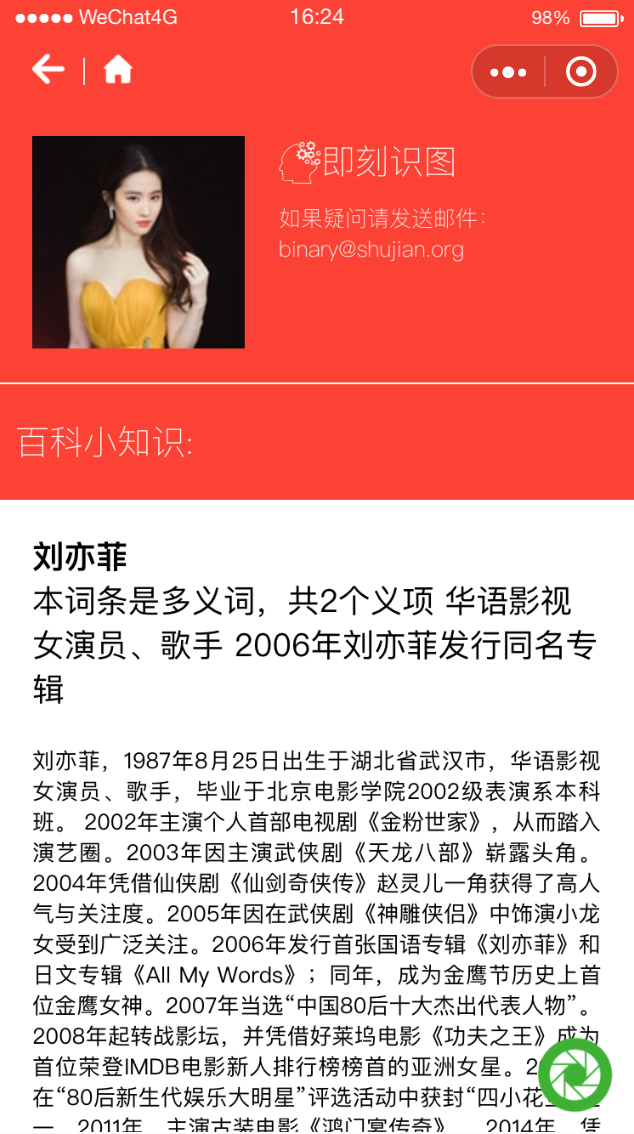 WeChat4G 16:24 98%
即刻识图
如果疑问请发送邮件：
binary@shujian.org
百科小知识:
刘亦菲
本词条是多义词，共2个义项 华语影视
女演员、歌手 2006年刘亦菲发行同名专
辑
刘亦菲，1987年8月25日出生于湖北省武汉市，华语影视
女演员、歌手，毕业于北京电影学院2002级表演系本科
班。 2002年主演个人首部电视剧《金粉世家》，从而踏入
演艺圈。2003年因主演武侠剧《天龙八部》崭露头角。
2004年凭借仙侠剧《仙剑奇侠传》赵灵儿一角获得了高人
气与关注度。2005年因在武侠剧《神雕侠侣》中饰演小龙
女受到广泛关注。2006年发行首张国语专辑《刘亦菲》和
日文专辑《All My Words》；同年，成为金鹰节历史上首
位金鹰女神。2007年当选“中国80后十大杰出代表人物”。
2008年起转战影坛，并凭借好莱坞电影《功夫之王》成为
首位荣登IMDB电影新人排行榜榜首的亚洲女星。2
在“80后新生代娱乐大明星”评选活动中获封“四小花
一。2011年，主演古装电影《鸿门宴传奇》。 2014年，凭